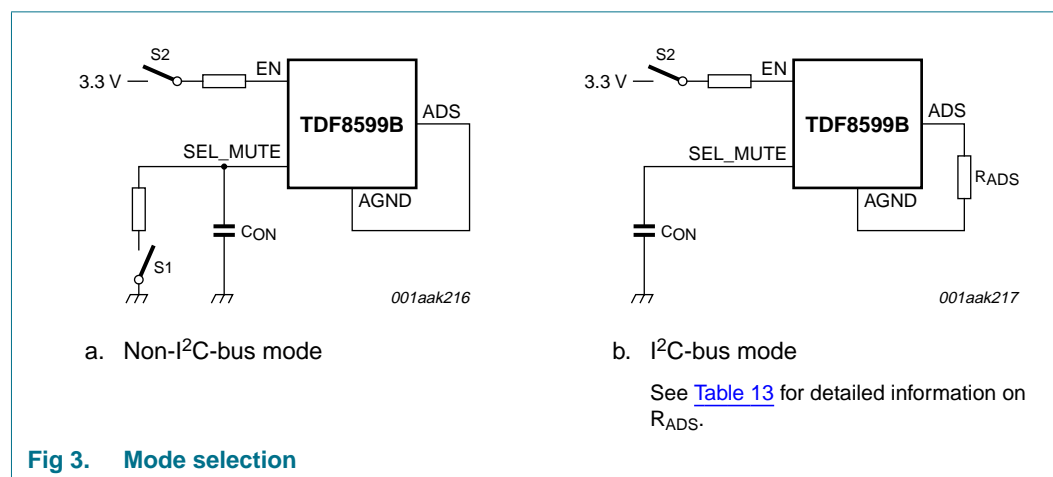 S2
3.3 V
EN
TDF8599B
ADS
SEL_MUTE
AGND
CON
S1
001aak216
a. Non-I2C-bus mode
S2
3.3 V
EN
TDF8599B
ADS
SEL_MUTE
RADS
AGND
CON
001aak217
b. I2C-bus mode
See Table 13 for detailed information on
RADS.
Fig 3. Mode selection